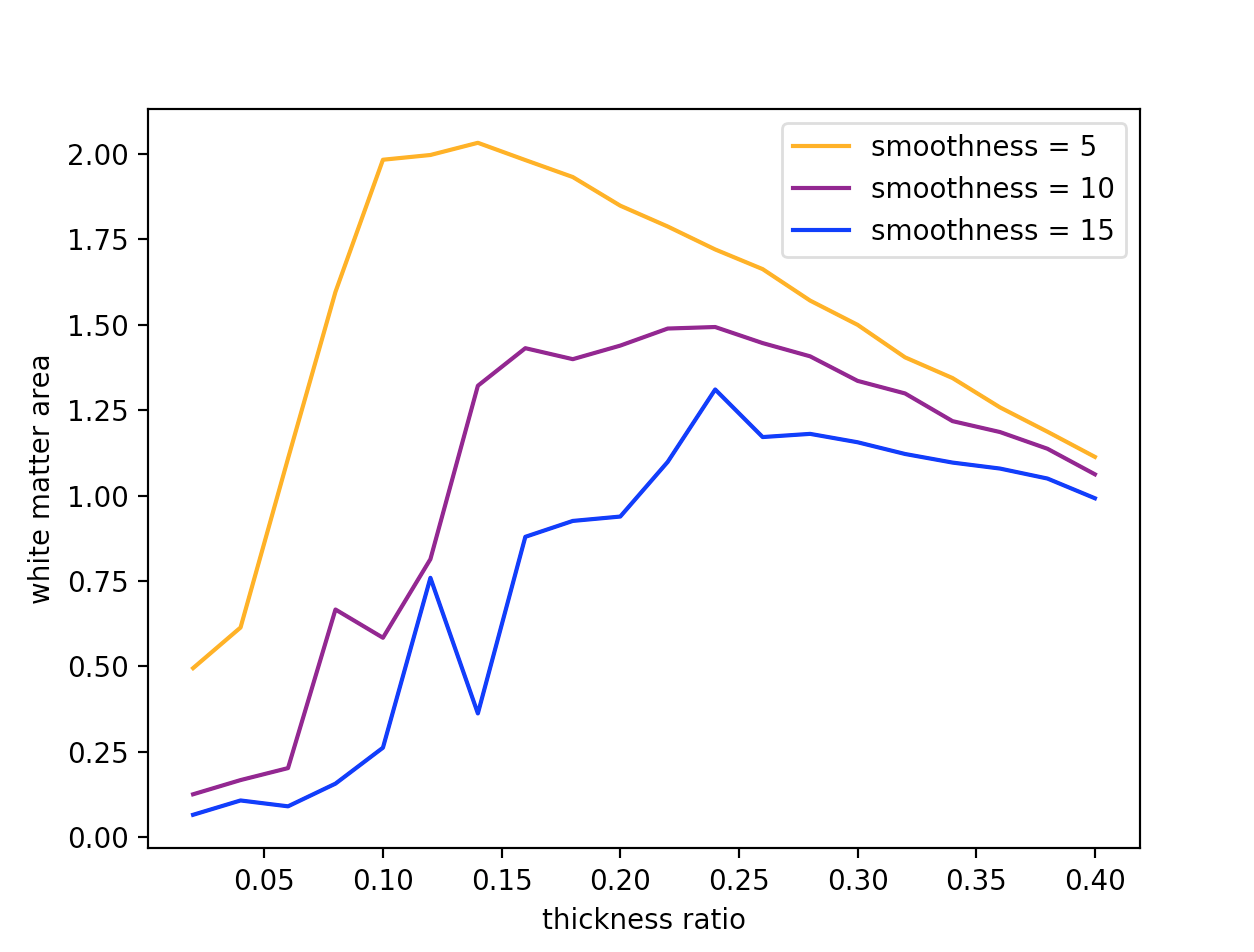 smoothness = 5
smoothness = 10
smoothness = 15
2.00
1.75
1.50
1.25
1.00
0.75
0.50
0.25
0.00
white matter area
0.05 0.10 0.15 0.20 0.25 0.30 0.35 0.40
thickness ratio